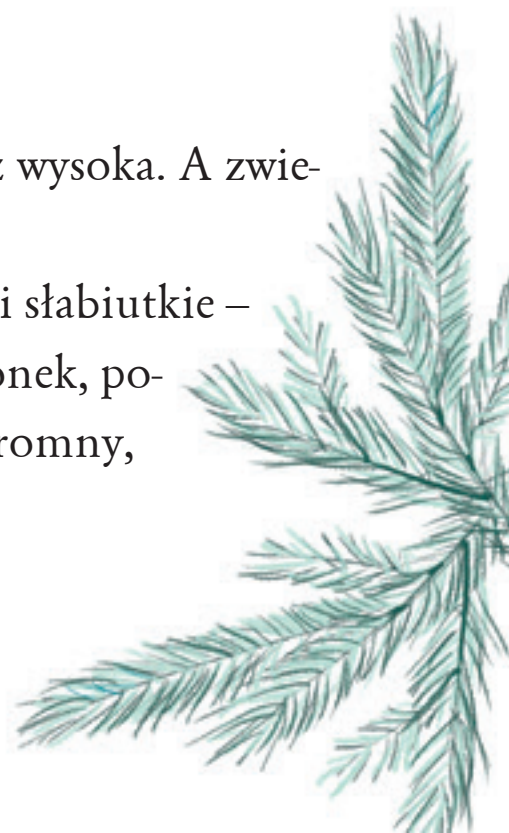 z wysoka. A zwie-
i słabiutkie –
onek, po-
romny,